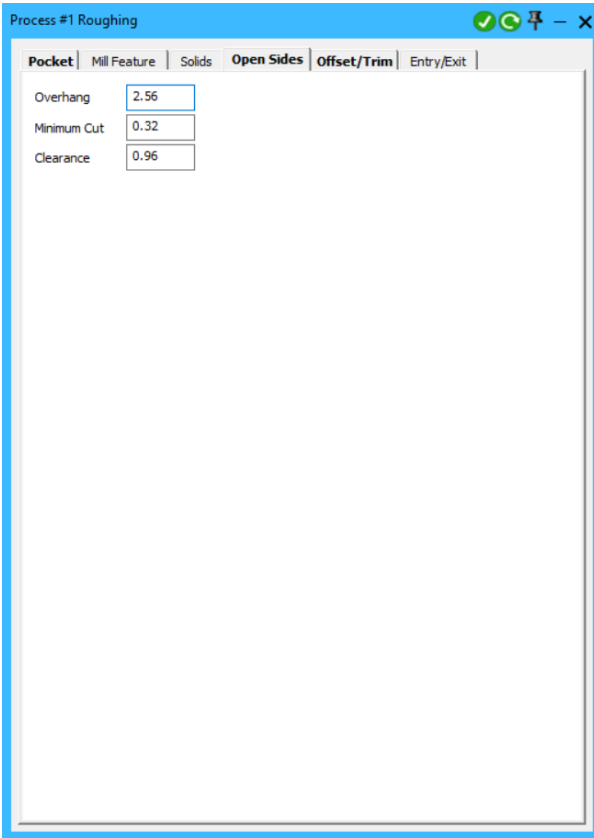 Process #1 Roughing
Pocket Mill Feature Solids Open Sides Offset/Trim Entry/Exit
Overhang 2.56
Minimum Cut 0.32
Clearance 0.96